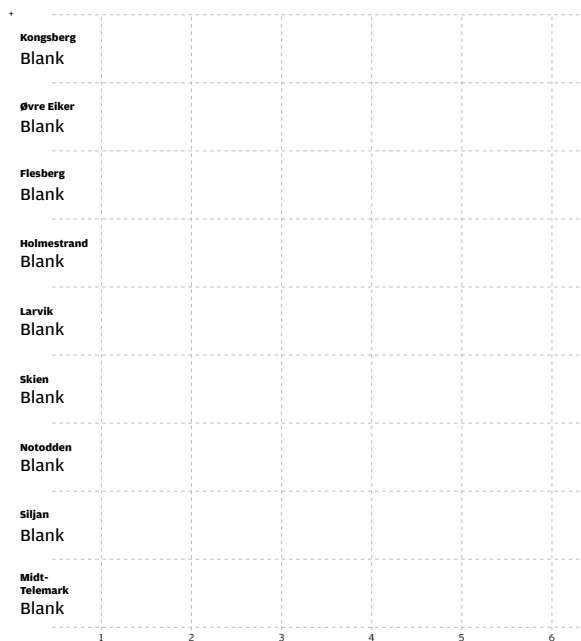 +
Kongsberg
Blank
Øvre Eiker
Blank
Flesberg
Blank
Holmestrand
Blank
Larvik
Blank
Skien
Blank
Notodden
Blank
Siljan
Blank
Midt-
Telemark
Blank
1 2 3 4 5 6